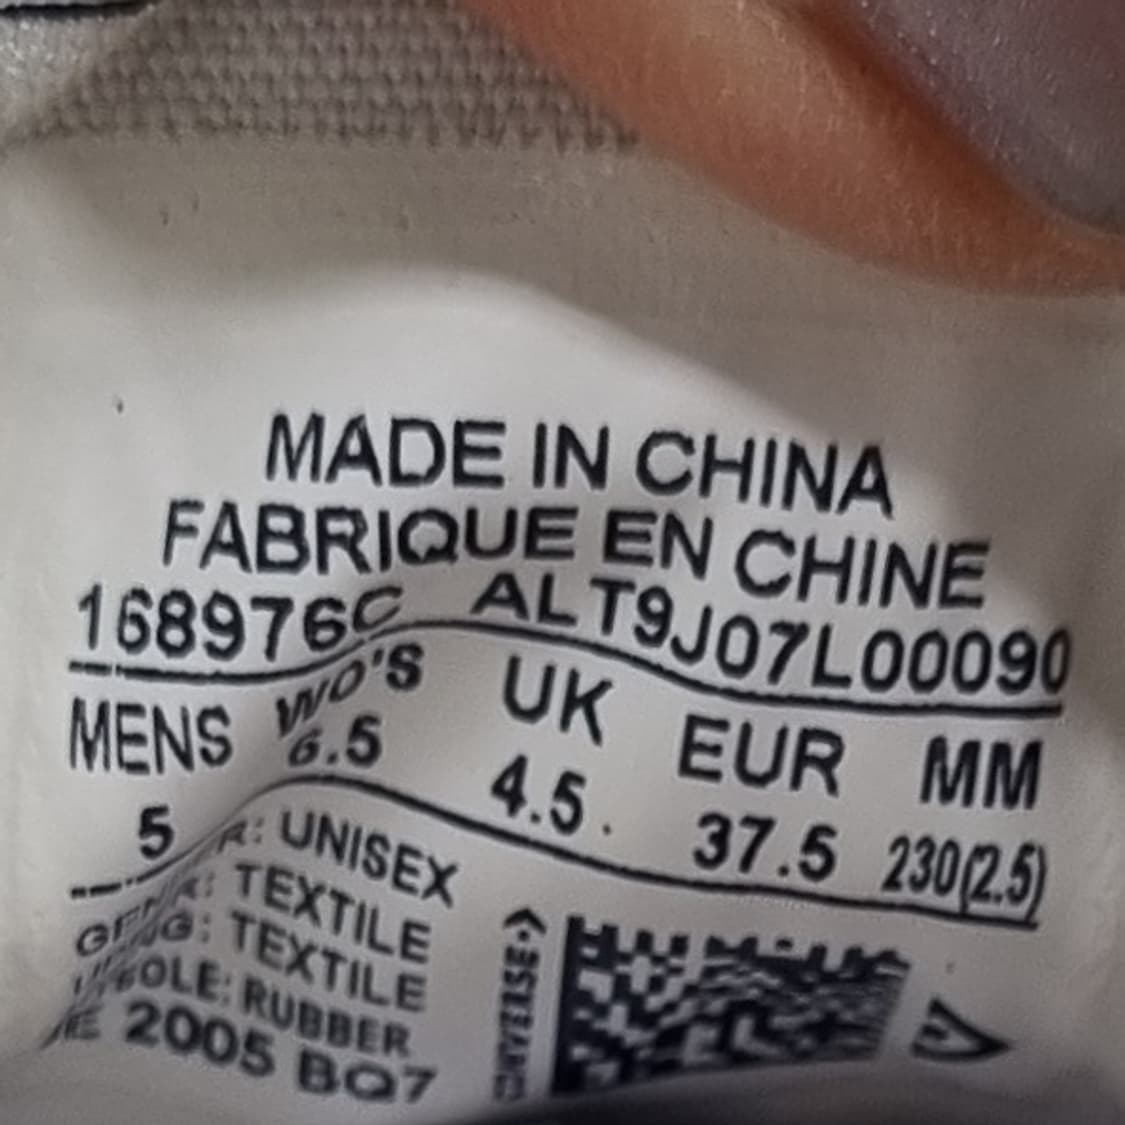 MADE IN CHINA
FABRIQUE EN CHINE
168976C ALT9J07L00090
MENS WO'S UK EUR MM
5 6.5 4.5. 37.5 230(2.5)
UNISEX
TEXTILE
TEXTILE
RUBBER
2005 BQ7
CONVERSE